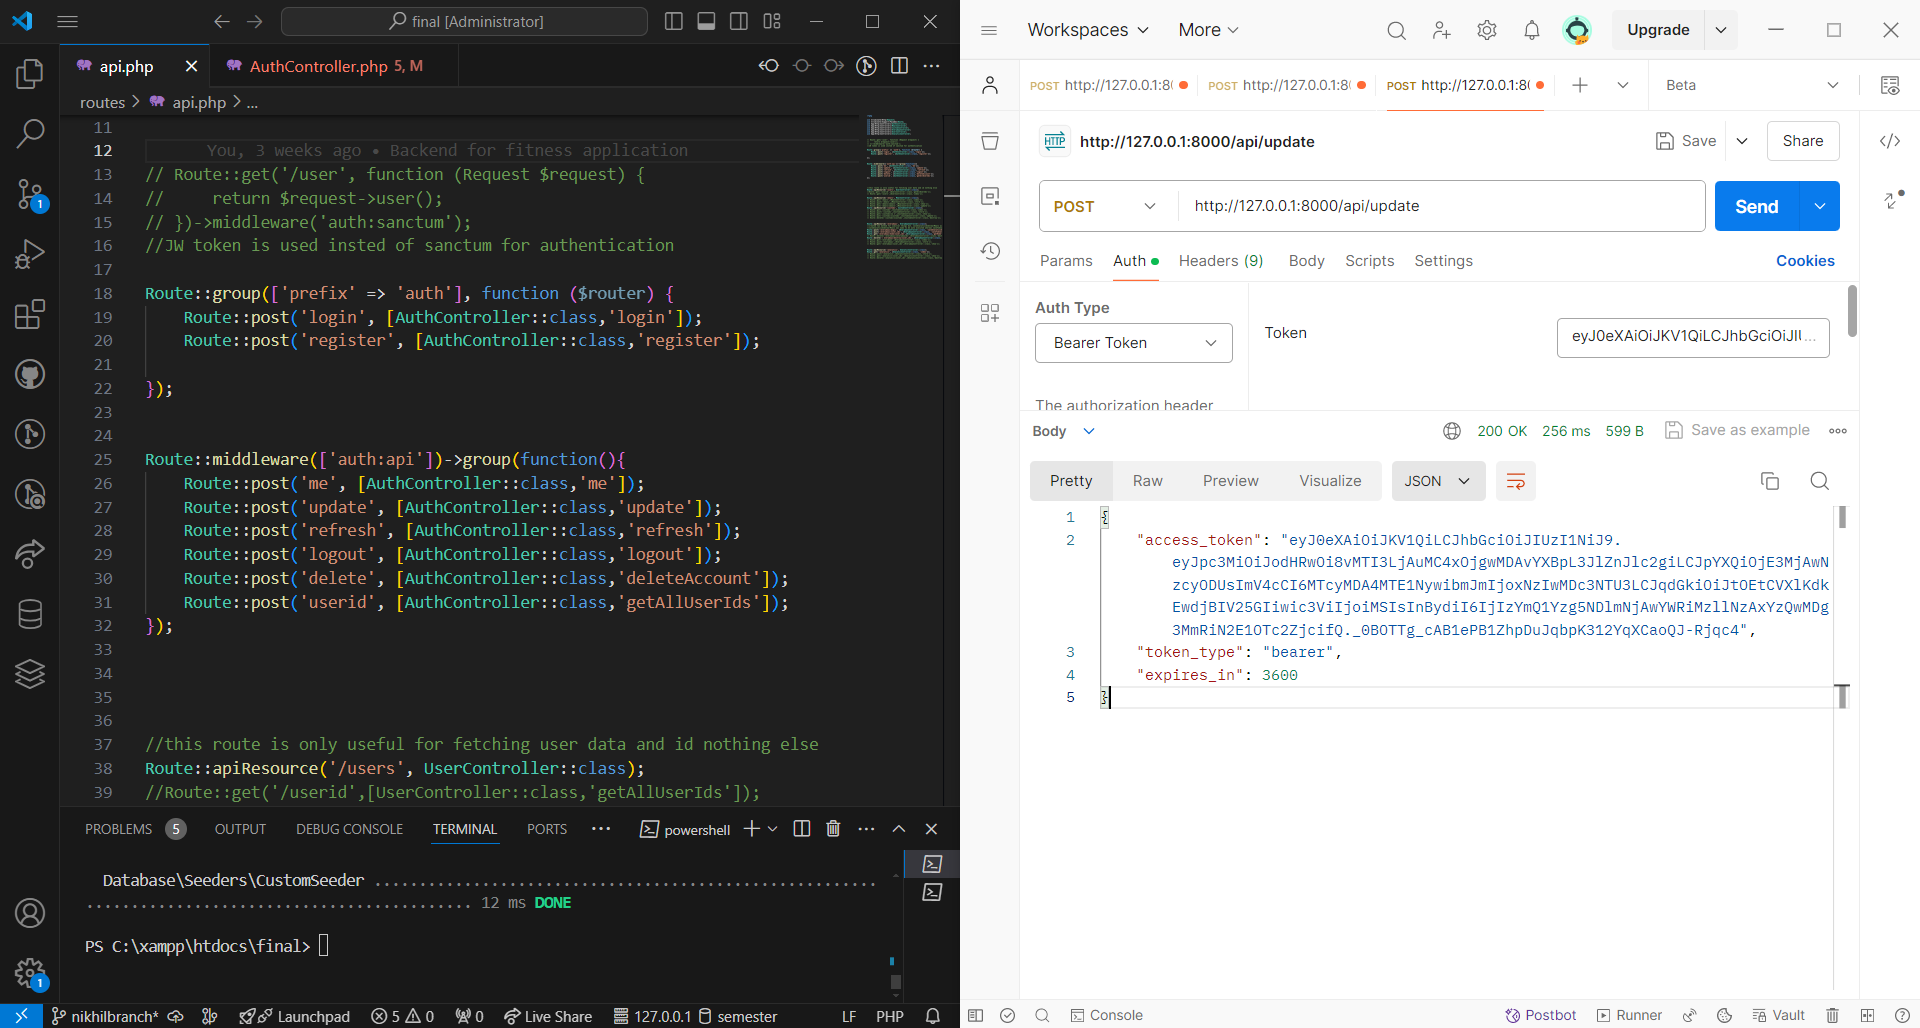 final [Administrator]
api.php
AuthController.php 5, M
routes > api.php > ...
11
12 You, 3 weeks ago • Backend for fitness application
13 // Route::get('/user', function (Request $request) {
14 //     return $request->user();
15 // })->middleware('auth:sanctum');
16 //JW token is used insted of sanctum for authentication
17
18 Route::group(['prefix' => 'auth'], function ($router) {
19     Route::post('login', [AuthController::class,'login']);
20     Route::post('register', [AuthController::class,'register']);
21
22 });
23
24
25 Route::middleware(['auth:api'])->group(function(){
26     Route::post('me', [AuthController::class,'me']);
27     Route::post('update', [AuthController::class,'update']);
28     Route::post('refresh', [AuthController::class,'refresh']);
29     Route::post('logout', [AuthController::class,'logout']);
30     Route::post('delete', [AuthController::class,'deleteAccount']);
31     Route::post('userid', [AuthController::class,'getAllUserIds']);
32 });
33
34
35
36
37 //this route is only useful for fetching user data and id nothing else
38 Route::apiResource('/users', UserController::class);
39 //Route::get('/userid',[UserController::class,'getAllUserIds']);
PROBLEMS 5 OUTPUT DEBUG CONSOLE TERMINAL PORTS ... powershell
Database\Seeders\CustomSeeder ........................................................
........................................... 12 ms DONE
PS C:\xampp\htdocs\final>
1
1
nikhilbranch* Launchpad 5 0 0 Live Share 127.0.0.1 semester LF PHP
Workspaces More Upgrade
POST http://127.0.0.1:8( POST http://127.0.0.1:8( POST http://127.0.0.1:8( Beta
HTTP http://127.0.0.1:8000/api/update Save Share
POST http://127.0.0.1:8000/api/update Send
Params Auth Headers (9) Body Scripts Settings Cookies
Auth Type
Bearer Token
Token
eyJ0eXAiOiJKV1QiLCJhbGciOiJIU...
The authorization header
Body 200 OK 256 ms 599 B Save as example
Pretty Raw Preview Visualize JSON
1 {
2     "access_token": "eyJ0eXAiOiJKV1QiLCJhbGciOiJIUzI1NiJ9.
eyJpc3MiOiJodHRwOi8vMTI3LjAuMC4xOjgwMDAvYXBpL3JlZnJlc2giLCJpYXQiOjE3MjAwN
zcyODUsImV4cCI6MTcyMDA4MTE1NywibmJmIjoxNzIwMDc3NTU3LCJqdGkiOiJtOEtCVXlKdk
EwdjBIV25GIiwic3ViIjoiMSIsInBydiI6IjIzYmQ1Yzg5NDlmNjAwYWRiMzllNzAxYzQwMDg
3MmRiN2E1OTc2ZjcifQ._0BOTTg_cAB1ePB1ZhpDuJqbpK312YqXCaoQJ-Rjqc4",
3     "token_type": "bearer",
4     "expires_in": 3600
5 }
Console Postbot Runner Vault